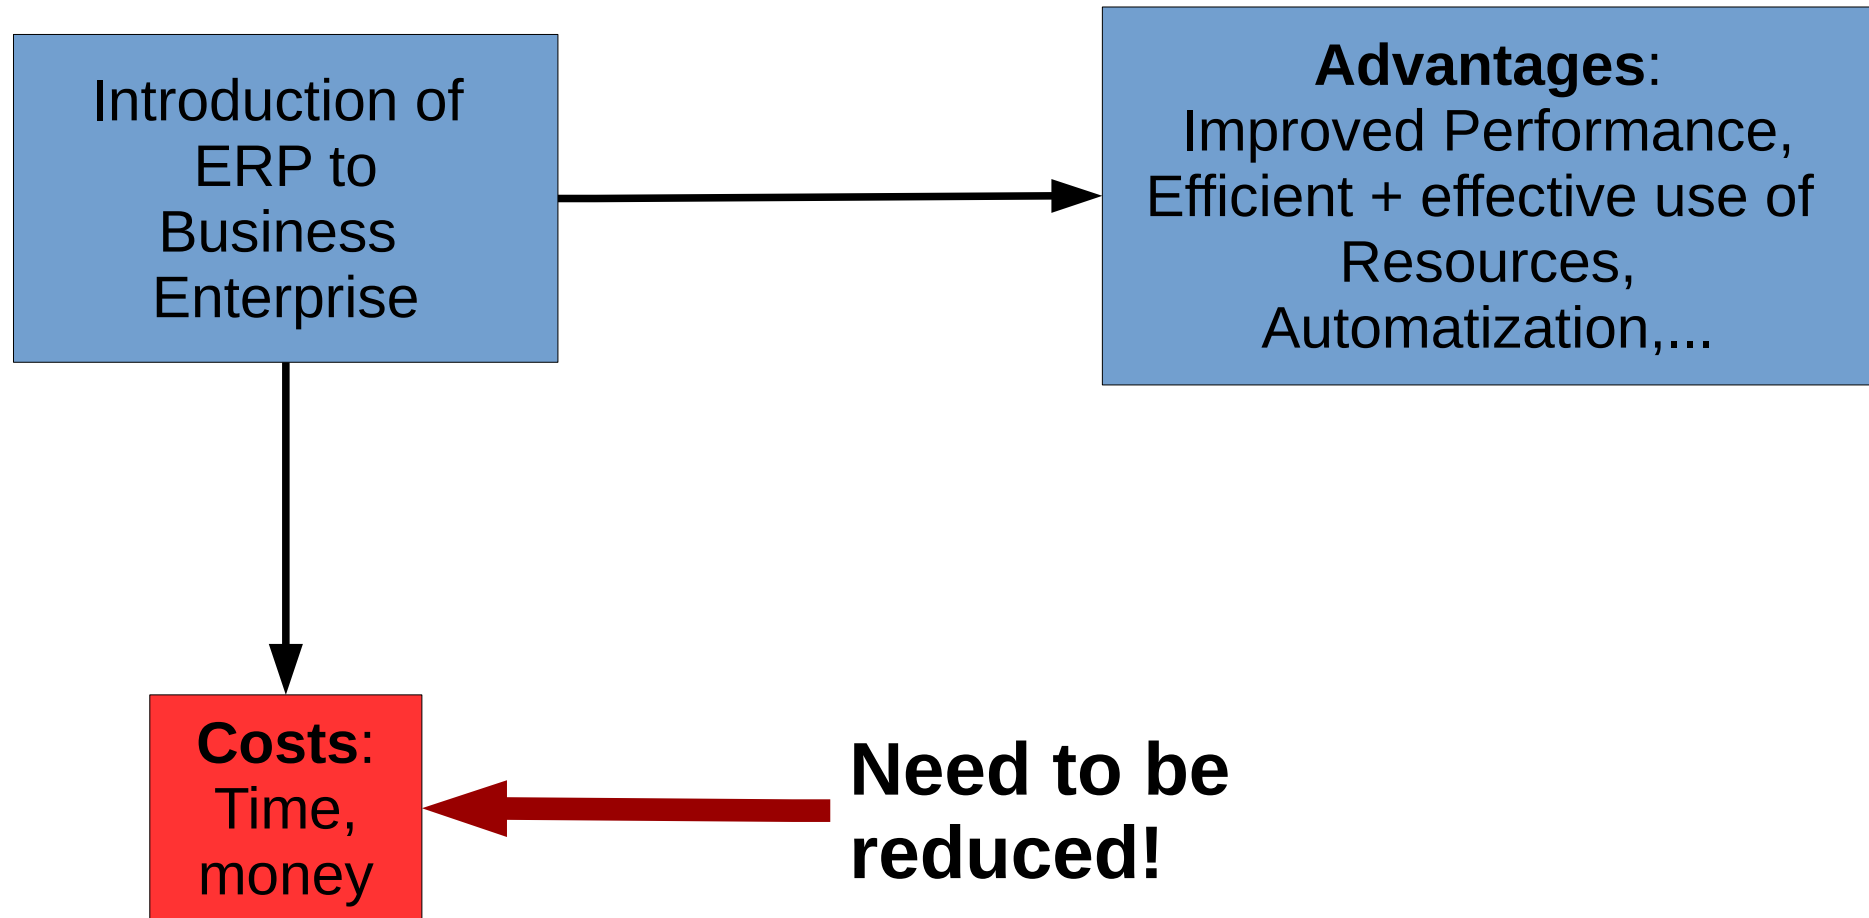 Introduction of
ERP to
Business
Enterprise
Advantages:
Improved Performance,
Efficient + effective use of
Resources,
Automatization,...
Costs:
Time,
money
Need to be
reduced!